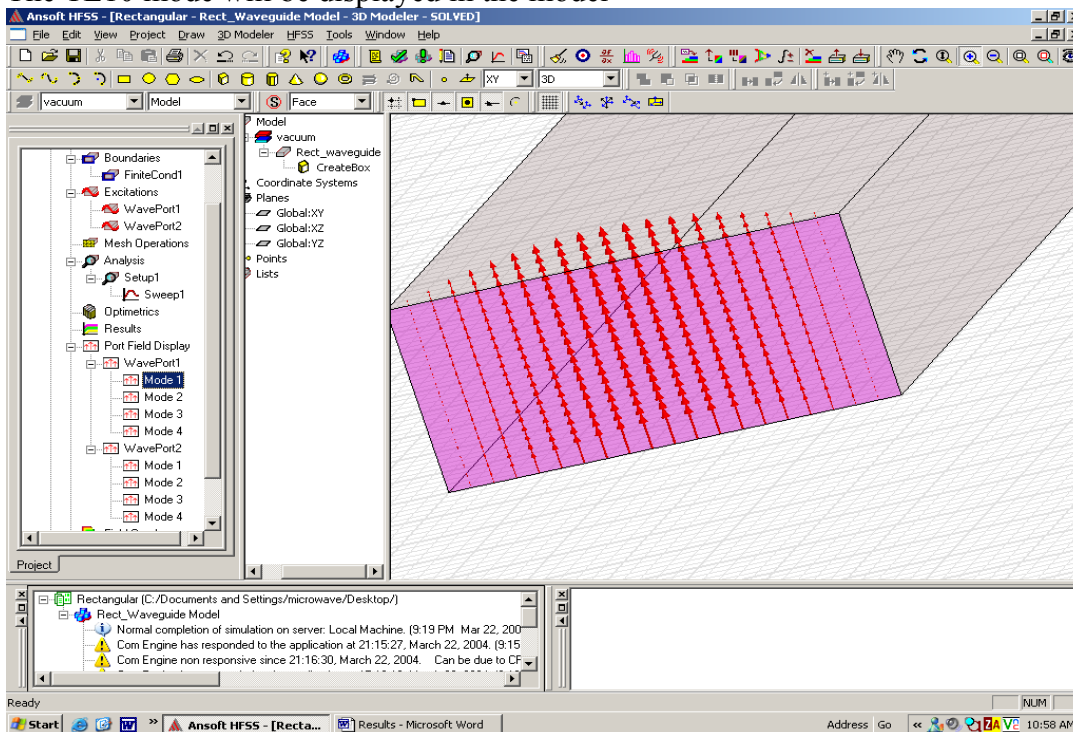 The TE10 mode will be displayed in the model
Ansoft HFSS - [Rectangular - Rect_Waveguide Model - 3D Modeler - SOLVED]
File Edit View Project Draw 3D Modeler HFSS Tools Window Help
XY 3D
vacuum Model Face
Boundaries
FiniteCond1
Excitations
WavePort1
WavePort2
Mesh Operations
Analysis
Setup1
Sweep1
Optimetrics
Results
Port Field Display
WavePort1
Mode 1
Mode 2
Mode 3
Mode 4
WavePort2
Mode 1
Mode 2
Mode 3
Mode 4
Project
Model
vacuum
Rect_waveguide
CreateBox
Coordinate Systems
Planes
Global:XY
Global:XZ
Global:YZ
Points
Lists
Rectangular (C:/Documents and Settings/microwave/Desktop/)
Rect_Waveguide Model
Normal completion of simulation on server: Local Machine. (9:19 PM Mar 22, 200
Com Engine has responded to the application at 21:15:27, March 22, 2004. (9:15
Com Engine non responsive since 21:16:30, March 22, 2004. Can be due to CF
Ready
NUM
Start
Ansoft HFSS - [Recta...
Results - Microsoft Word
Address Go
10:58 AM